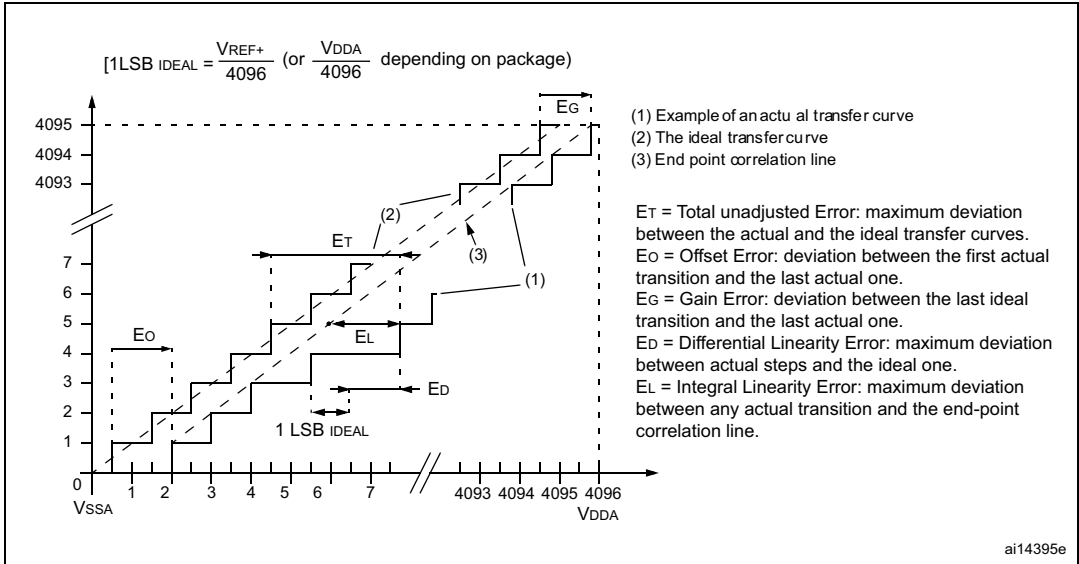 [1LSB IDEAL = VREF+ / 4096 (or VDDA / 4096 depending on package)
EG
(1) Example of an actu al transfer curve
(2) The ideal transfer curve
(3) End point correlation line
4095
4094
4093
(2)
ET
(3)
(1)
7
6
5
4
3
2
1
0
EO
EL
ED
1 LSB IDEAL
ET = Total unadjusted Error: maximum deviation
between the actual and the ideal transfer curves.
EO = Offset Error: deviation between the first actual
transition and the last actual one.
EG = Gain Error: deviation between the last ideal
transition and the last actual one.
ED = Differential Linearity Error: maximum deviation
between actual steps and the ideal one.
EL = Integral Linearity Error: maximum deviation
between any actual transition and the end-point
correlation line.
1 2 3 4 5 6 7 4093 4094 4095 4096
VSSA
VDDA
ai14395e